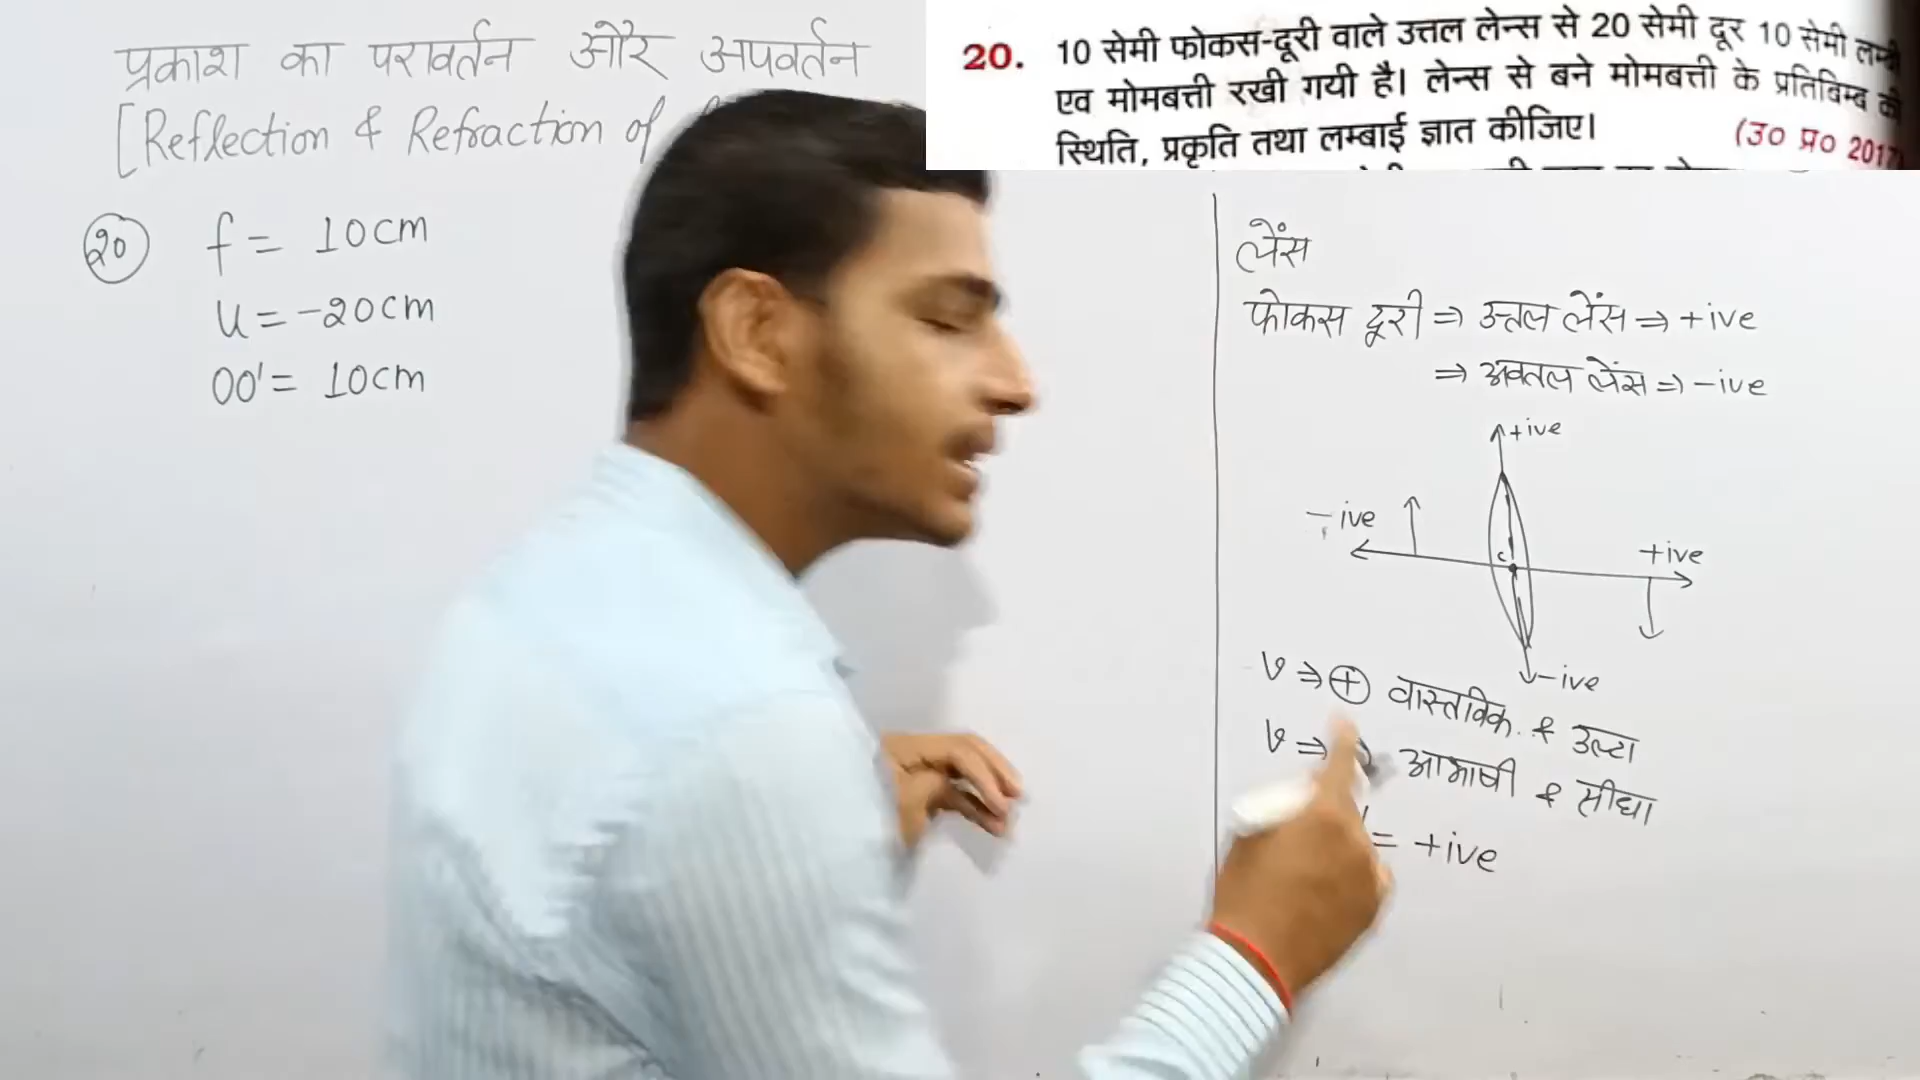 प्रकाश का परावर्तन और अपवर्तन
[Reflection & Refraction of
20. 10 सेमी फोकस-दूरी वाले उत्तल लेन्स से 20 सेमी दूर 10 सेमी लम्बी
एव मोमबत्ती रखी गयी है। लेन्स से बने मोमबत्ती के प्रतिबिम्ब की
स्थिति, प्रकृति तथा लम्बाई ज्ञात कीजिए।
(उ० प्र० 2017)
20 f = 10cm
u = -20cm
OO' = 10cm
लेंस
फोकस दूरी ⇒ उत्तल लेंस ⇒ +ive
⇒ अवतल लेंस ⇒ -ive
+ive
-ive
c
+ive
-ive
v ⇒ + वास्तविक & उल्टा
v ⇒ आभाषी & सीधा
= +ive